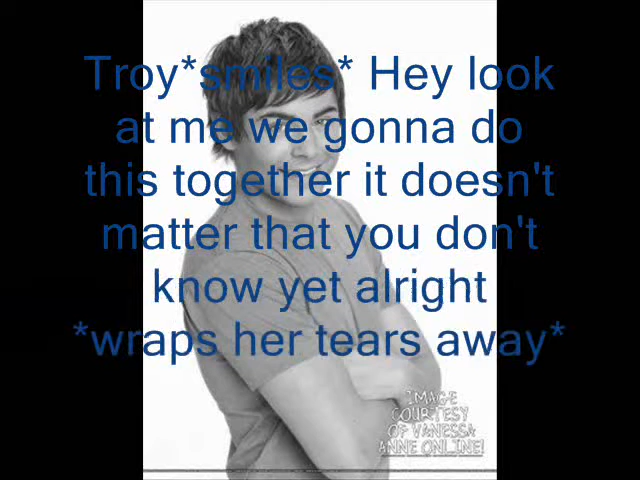 Troy*smiles* Hey look
at me we gonna do
this together it doesn't
matter that you don't
know yet alright
*wraps her tears away*
IMAGE
COURTESY
OF VANESSA
ANNE ONLINE!